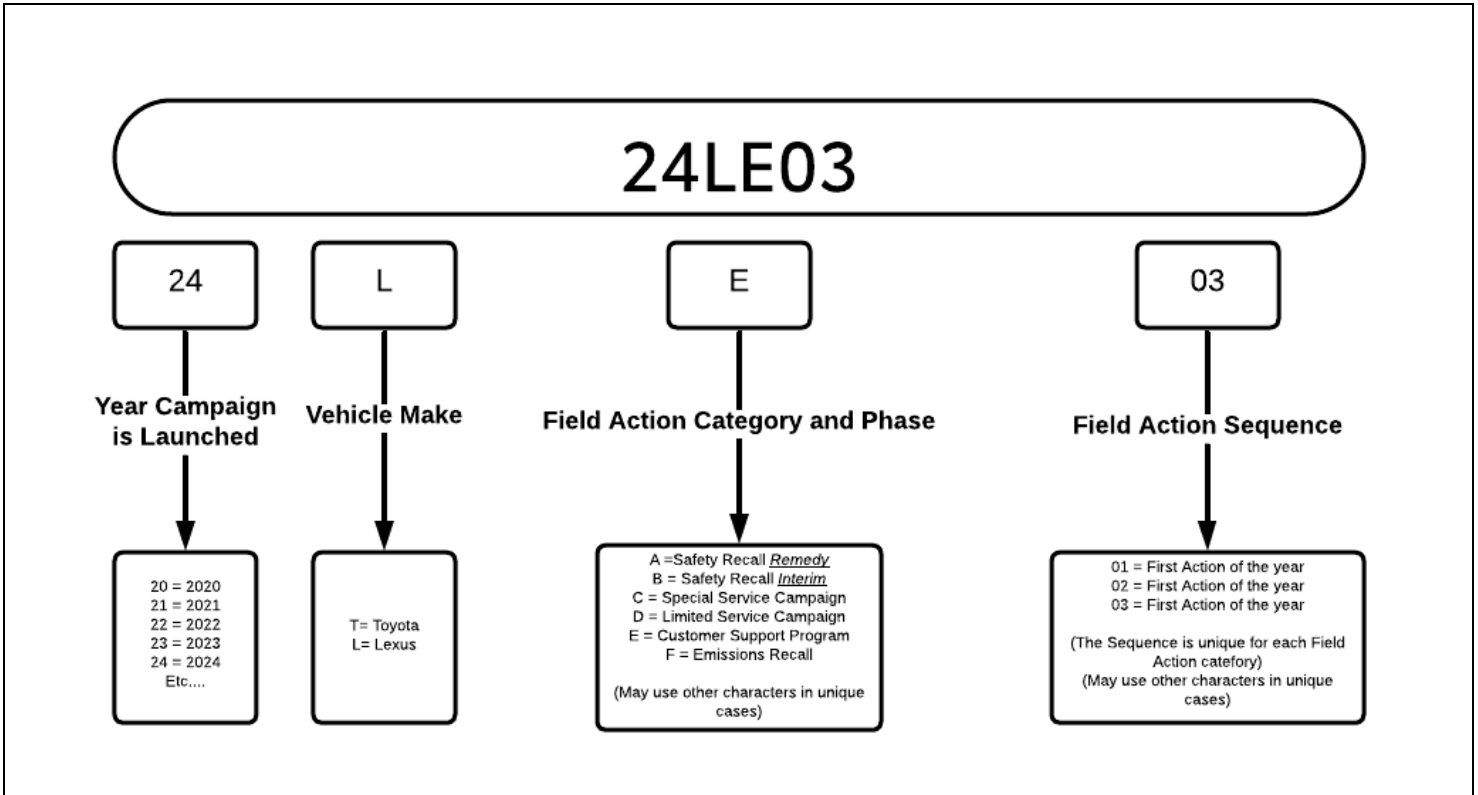 24LE03
24
L
E
03
Year Campaign
is Launched
Vehicle Make
Field Action Category and Phase
Field Action Sequence
20 = 2020
21 = 2021
22 = 2022
23 = 2023
24 = 2024
Etc....
T= Toyota
L= Lexus
A =Safety Recall Remedy
B = Safety Recall Interim
C = Special Service Campaign
D = Limited Service Campaign
E = Customer Support Program
F = Emissions Recall
(May use other characters in unique
cases)
01 = First Action of the year
02 = First Action of the year
03 = First Action of the year
(The Sequence is unique for each Field
Action catefory)
(May use other characters in unique
cases)